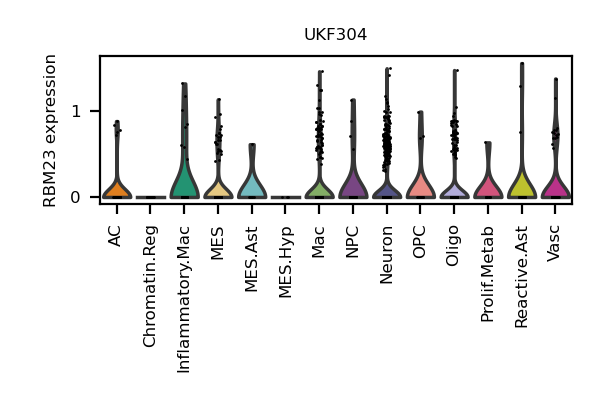 UKF304
RBM23 expression
1
0
AC
Chromatin.Reg
Inflammatory.Mac
MES
MES.Ast
MES.Hyp
Mac
NPC
Neuron
OPC
Oligo
Prolif.Metab
Reactive.Ast
Vasc